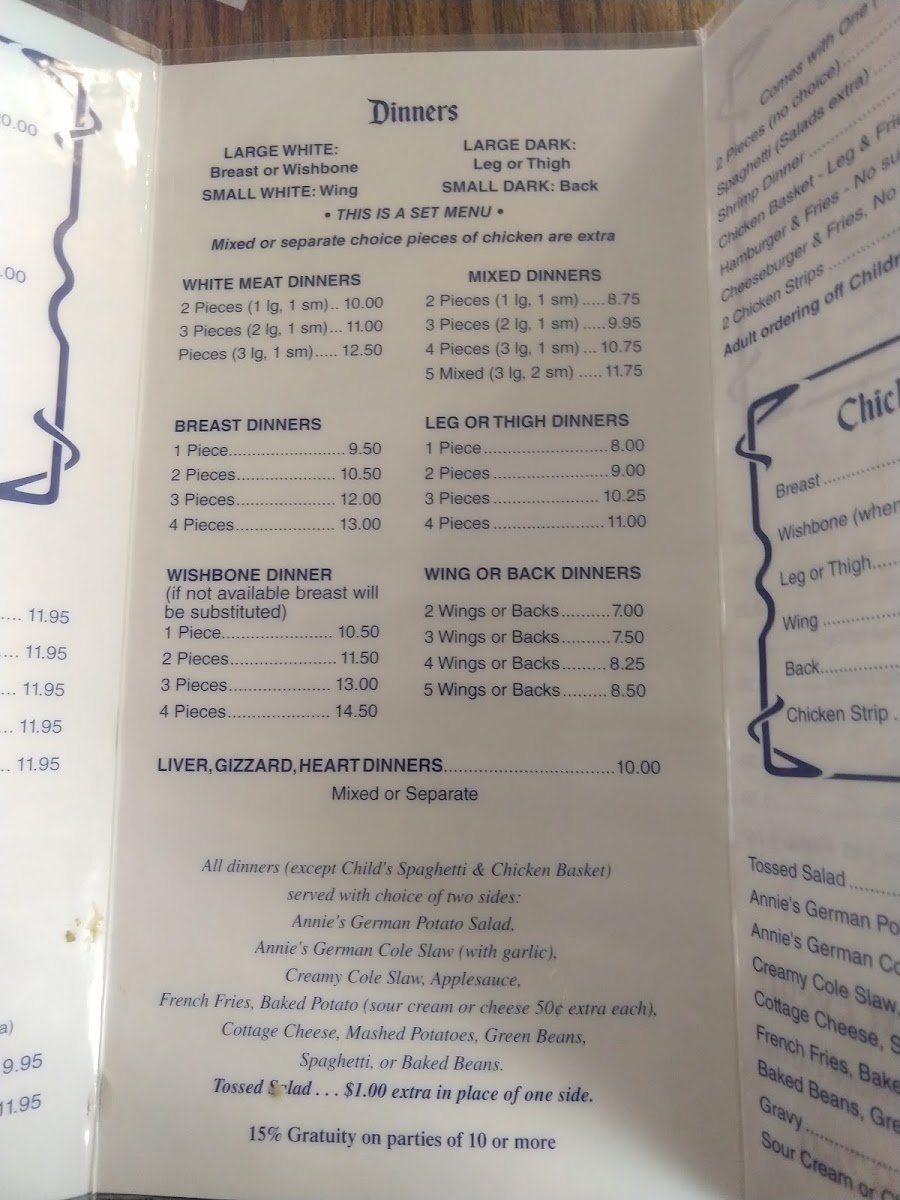 0.00
.00
.... 11.95
... 11.95
... 11.95
.. 11.95
.. 11.95
a)
9.95
11.95
Dinners
LARGE WHITE:
Breast or Wishbone
SMALL WHITE: Wing
LARGE DARK:
Leg or Thigh
SMALL DARK: Back
• THIS IS A SET MENU •
Mixed or separate choice pieces of chicken are extra
WHITE MEAT DINNERS
2 Pieces (1 lg, 1 sm).. 10.00
3 Pieces (2 lg, 1 sm)... 11.00
Pieces (3 lg, 1 sm)..... 12.50
MIXED DINNERS
2 Pieces (1 lg, 1 sm) .....8.75
3 Pieces (2 lg, 1 sm) .....9.95
4 Pieces (3 lg, 1 sm) ... 10.75
5 Mixed (3 lg, 2 sm) ..... 11.75
BREAST DINNERS
1 Piece........................ 9.50
2 Pieces..................... 10.50
3 Pieces..................... 12.00
4 Pieces..................... 13.00
LEG OR THIGH DINNERS
1 Piece..........................8.00
2 Pieces ........................9.00
3 Pieces ...................... 10.25
4 Pieces ....................... 11.00
WISHBONE DINNER
(if not available breast will
be substituted)
1 Piece....................... 10.50
2 Pieces...................... 11.50
3 Pieces..................... 13.00
4 Pieces..................... 14.50
WING OR BACK DINNERS
2 Wings or Backs..........7.00
3 Wings or Backs..........7.50
4 Wings or Backs..........8.25
5 Wings or Backs......... 8.50
LIVER, GIZZARD, HEART DINNERS...................................10.00
Mixed or Separate
All dinners (except Child's Spaghetti & Chicken Basket)
served with choice of two sides:
Annie's German Potato Salad,
Annie's German Cole Slaw (with garlic),
Creamy Cole Slaw, Applesauce,
French Fries, Baked Potato (sour cream or cheese 50¢ extra each),
Cottage Cheese, Mashed Potatoes, Green Beans,
Spaghetti, or Baked Beans.
Tossed Salad . . . $1.00 extra in place of one side.
15% Gratuity on parties of 10 or more
Comes with One
2 Pieces (no choice)
Spaghetti (Salads extra)
Shrimp Dinner
Chicken Basket - Leg &
Hamburger & Fries - No
Cheeseburger & Fries, No
2 Chicken Strips
Adult ordering off
Breast
Wishbone
Leg or Thigh
Wing
Back
Chicken Strip
Tossed Salad
Annie's German
Annie's German
Creamy Cole Slaw,
Cottage Cheese,
French Fries,
Baked Beans,
Gravy
Sour Cream or